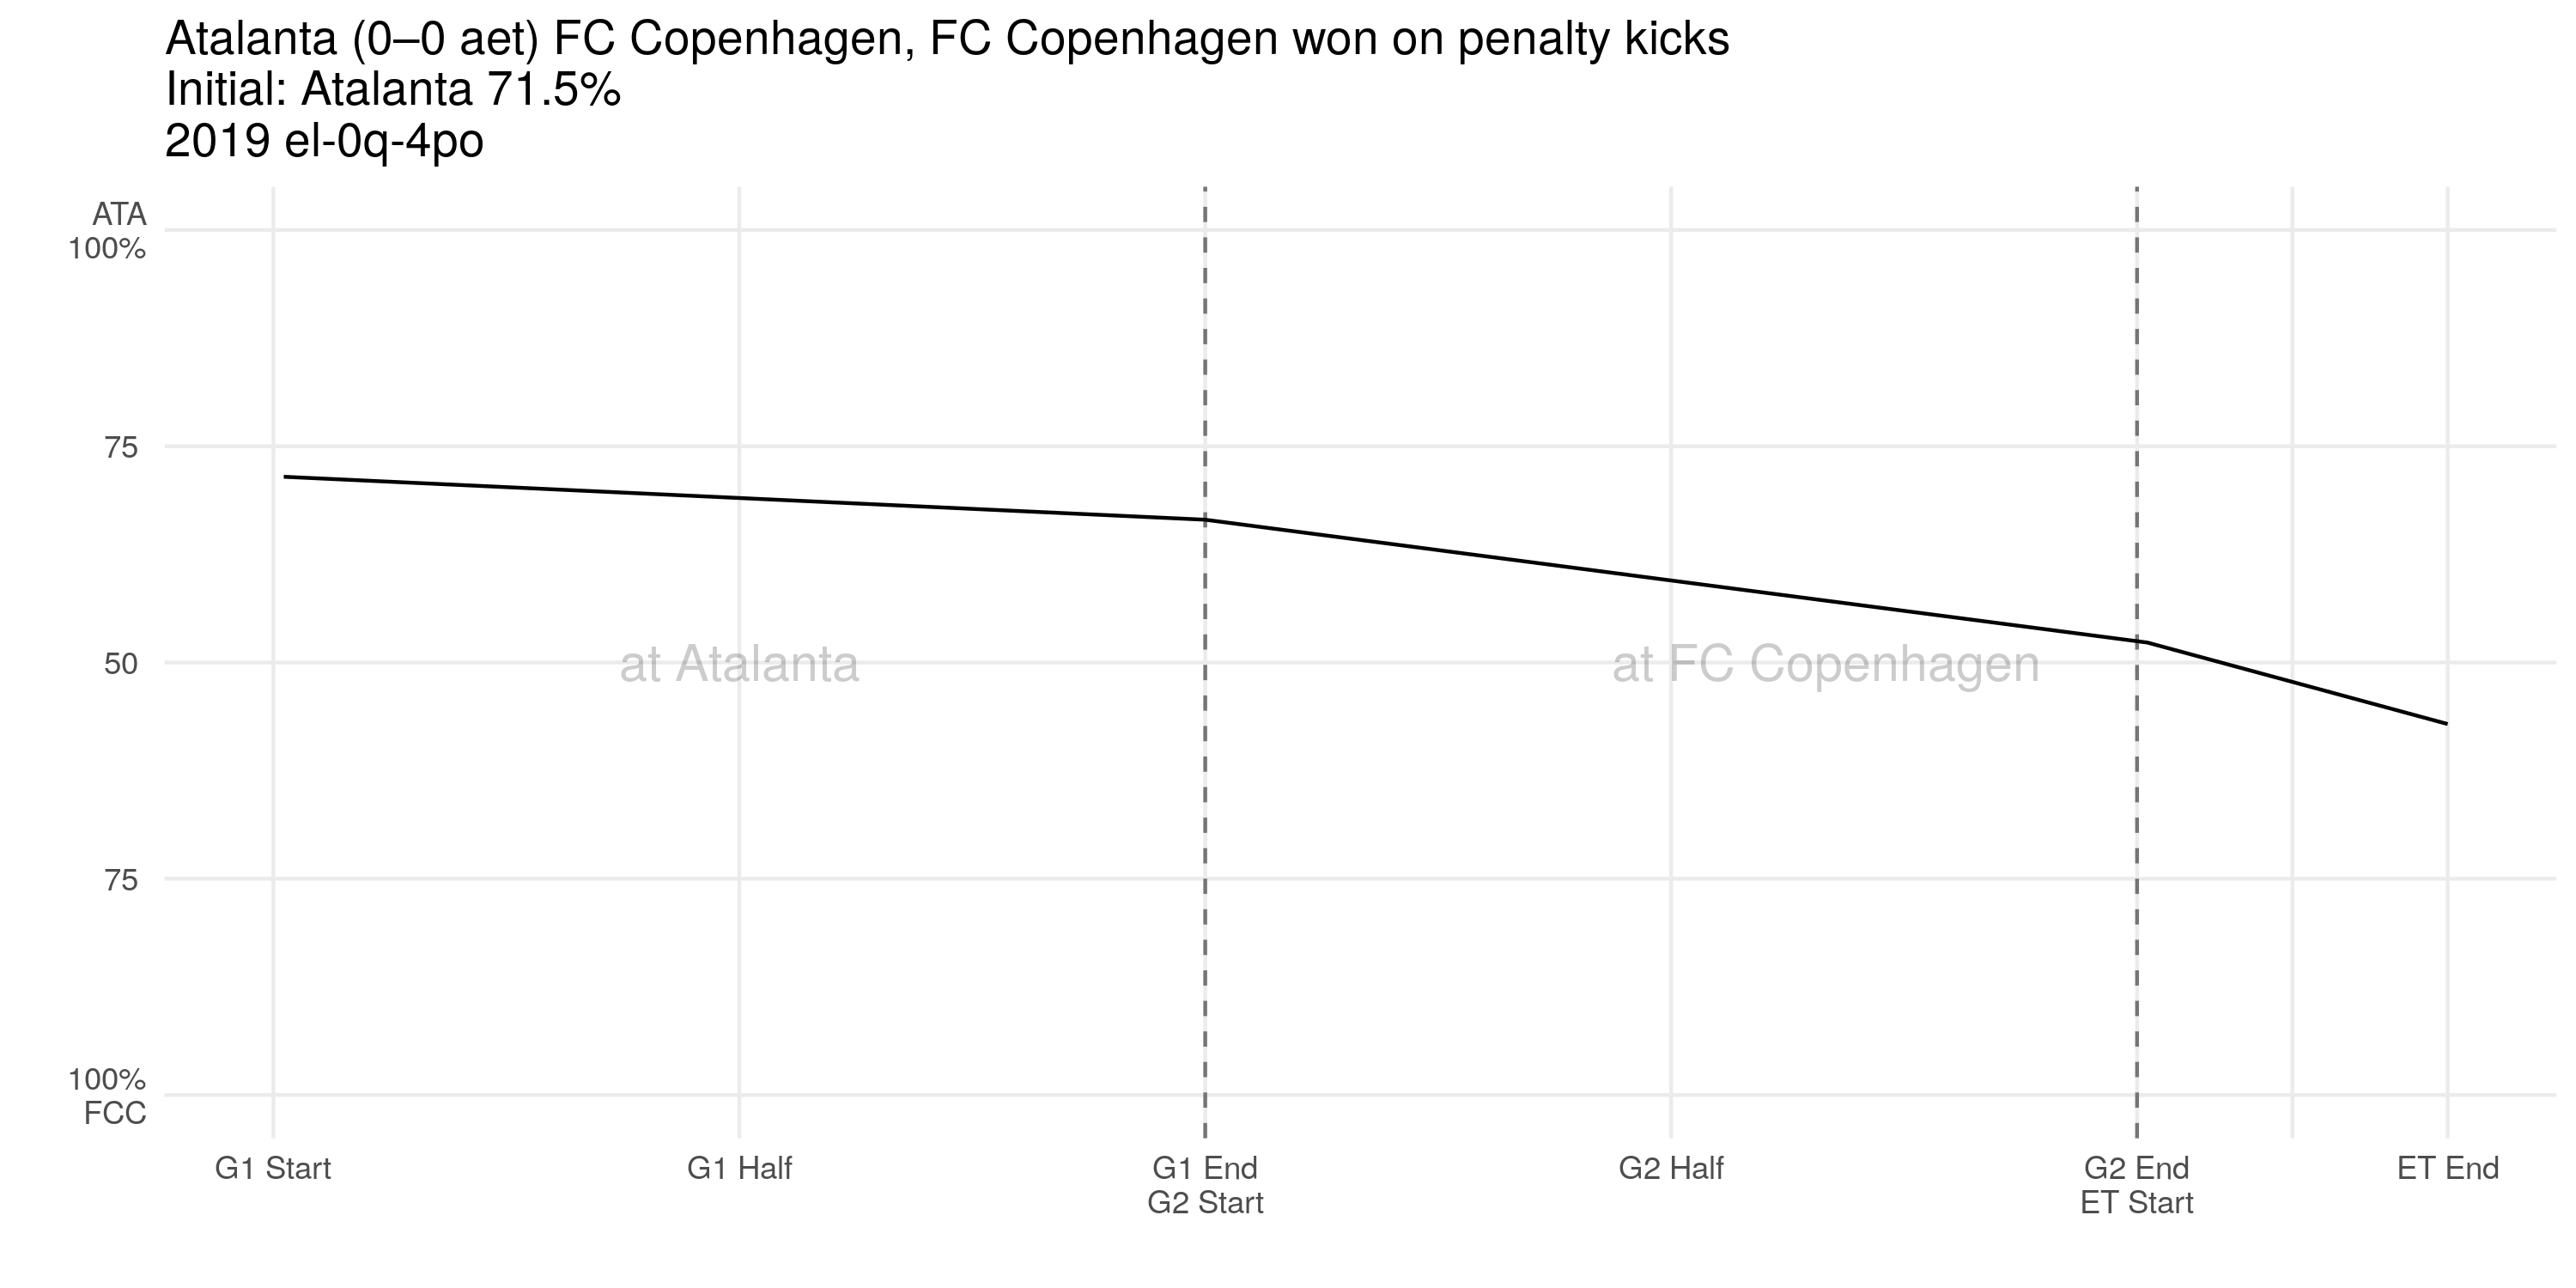 Atalanta (0–0 aet) FC Copenhagen, FC Copenhagen won on penalty kicks
Initial: Atalanta 71.5%
2019 el-0q-4po
ATA
100%
75
50
75
100%
FCC
at Atalanta
at FC Copenhagen
G1 Start
G1 Half
G1 End
G2 Start
G2 Half
G2 End
ET Start
ET End